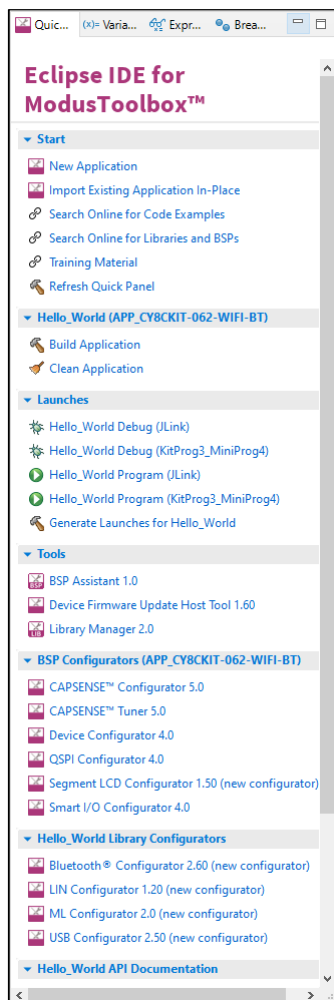 Quic...
(x)= Varia...
Expr...
Brea...
Eclipse IDE for
ModusToolbox™
Start
New Application
Import Existing Application In-Place
Search Online for Code Examples
Search Online for Libraries and BSPs
Training Material
Refresh Quick Panel
Hello_World (APP_CY8CKIT-062-WIFI-BT)
Build Application
Clean Application
Launches
Hello_World Debug (JLink)
Hello_World Debug (KitProg3_MiniProg4)
Hello_World Program (JLink)
Hello_World Program (KitProg3_MiniProg4)
Generate Launches for Hello_World
Tools
BSP BSP Assistant 1.0
Device Firmware Update Host Tool 1.60
LIB Library Manager 2.0
BSP Configurators (APP_CY8CKIT-062-WIFI-BT)
CAPSENSE™ Configurator 5.0
CAPSENSE™ Tuner 5.0
Device Configurator 4.0
QSPI Configurator 4.0
Segment LCD Configurator 1.50 (new configurator)
Smart I/O Configurator 4.0
Hello_World Library Configurators
Bluetooth® Configurator 2.60 (new configurator)
LIN Configurator 1.20 (new configurator)
ML Configurator 2.0 (new configurator)
USB Configurator 2.50 (new configurator)
Hello_World API Documentation